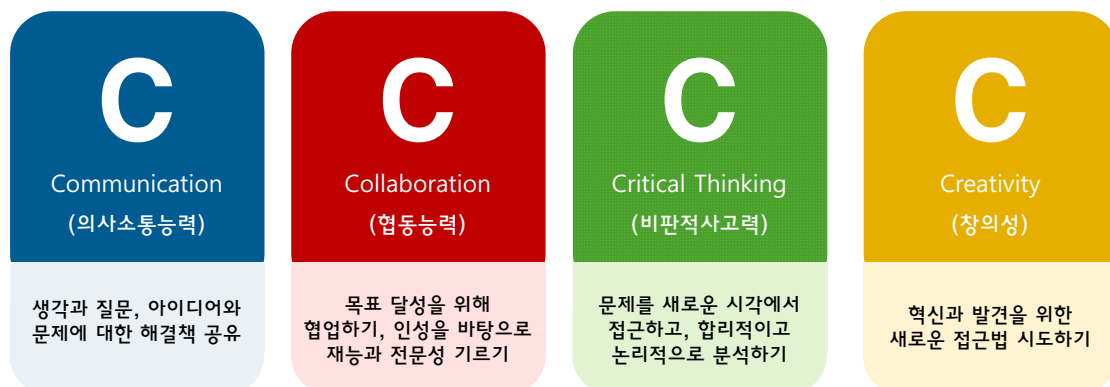 C
Communication
(의사소통능력)
생각과 질문, 아이디어와
문제에 대한 해결책 공유
C
Collaboration
(협동능력)
목표 달성을 위해
협업하기, 인성을 바탕으로
재능과 전문성 기르기
C
Critical Thinking
(비판적사고력)
문제를 새로운 시각에서
접근하고, 합리적이고
논리적으로 분석하기
C
Creativity
(창의성)
혁신과 발견을 위한
새로운 접근법 시도하기